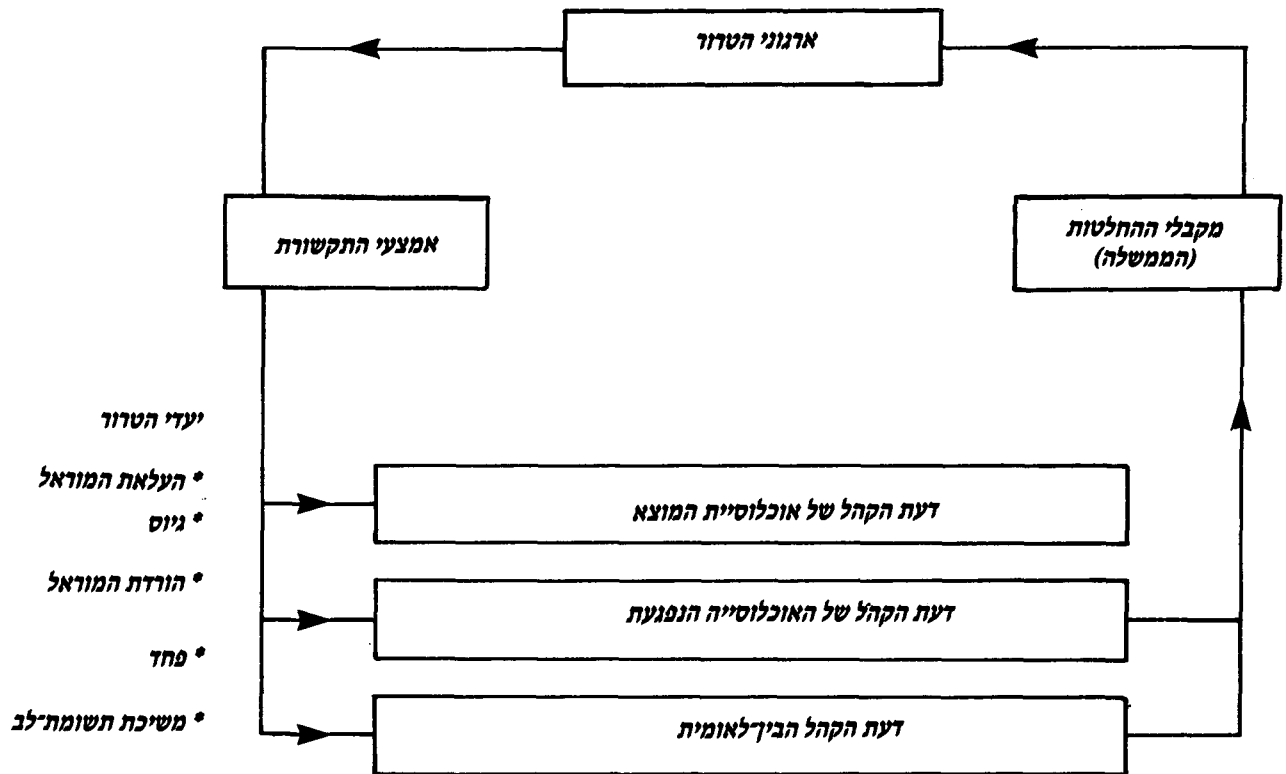 ארגוני הטרור
אמצעי התקשורת
מקבלי ההחלטות
(הממשלה)
יעדי הטרור
* העלאת המוראל
* גיוס
דעת הקהל של אוכלוסיית המוצא
* הורדת המוראל
דעת הקהל של האוכלוסייה הנפגעת
* פחד
* משיכת תשומת־לב
דעת הקהל הבין־לאומית